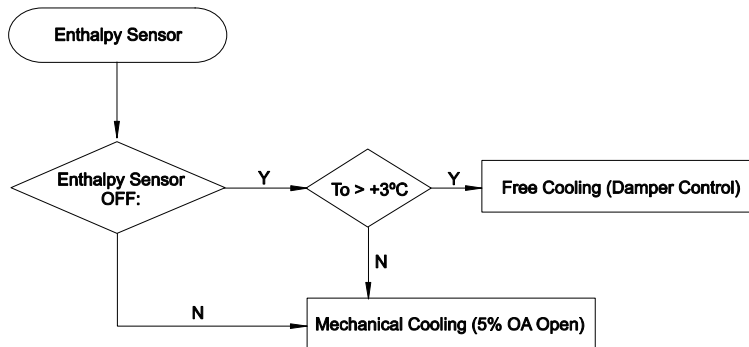 Enthalpy Sensor
Enthalpy Sensor
OFF:
Y
To > +3ºC
Y
Free Cooling (Damper Control)
N
N
Mechanical Cooling (5% OA Open)